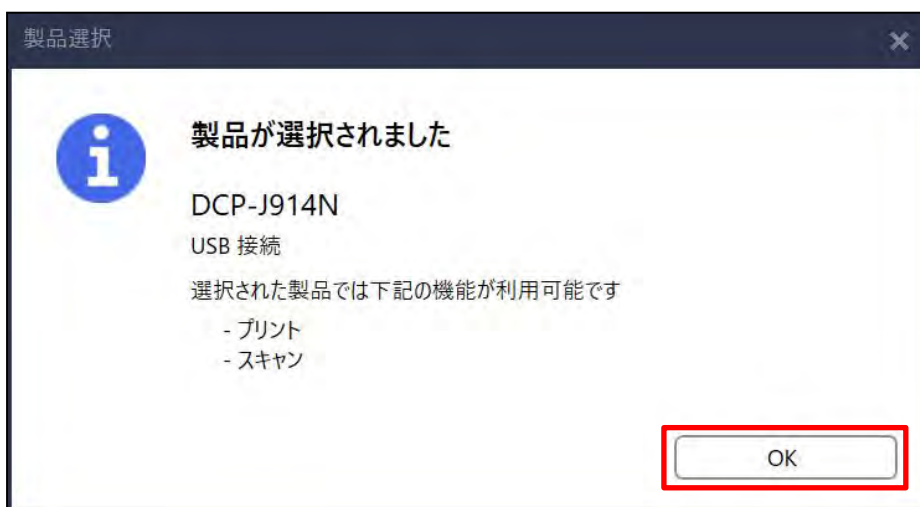 製品選択
製品が選択されました
DCP-J914N
USB 接続
選択された製品では下記の機能が利用可能です
- プリント
- スキャン
OK